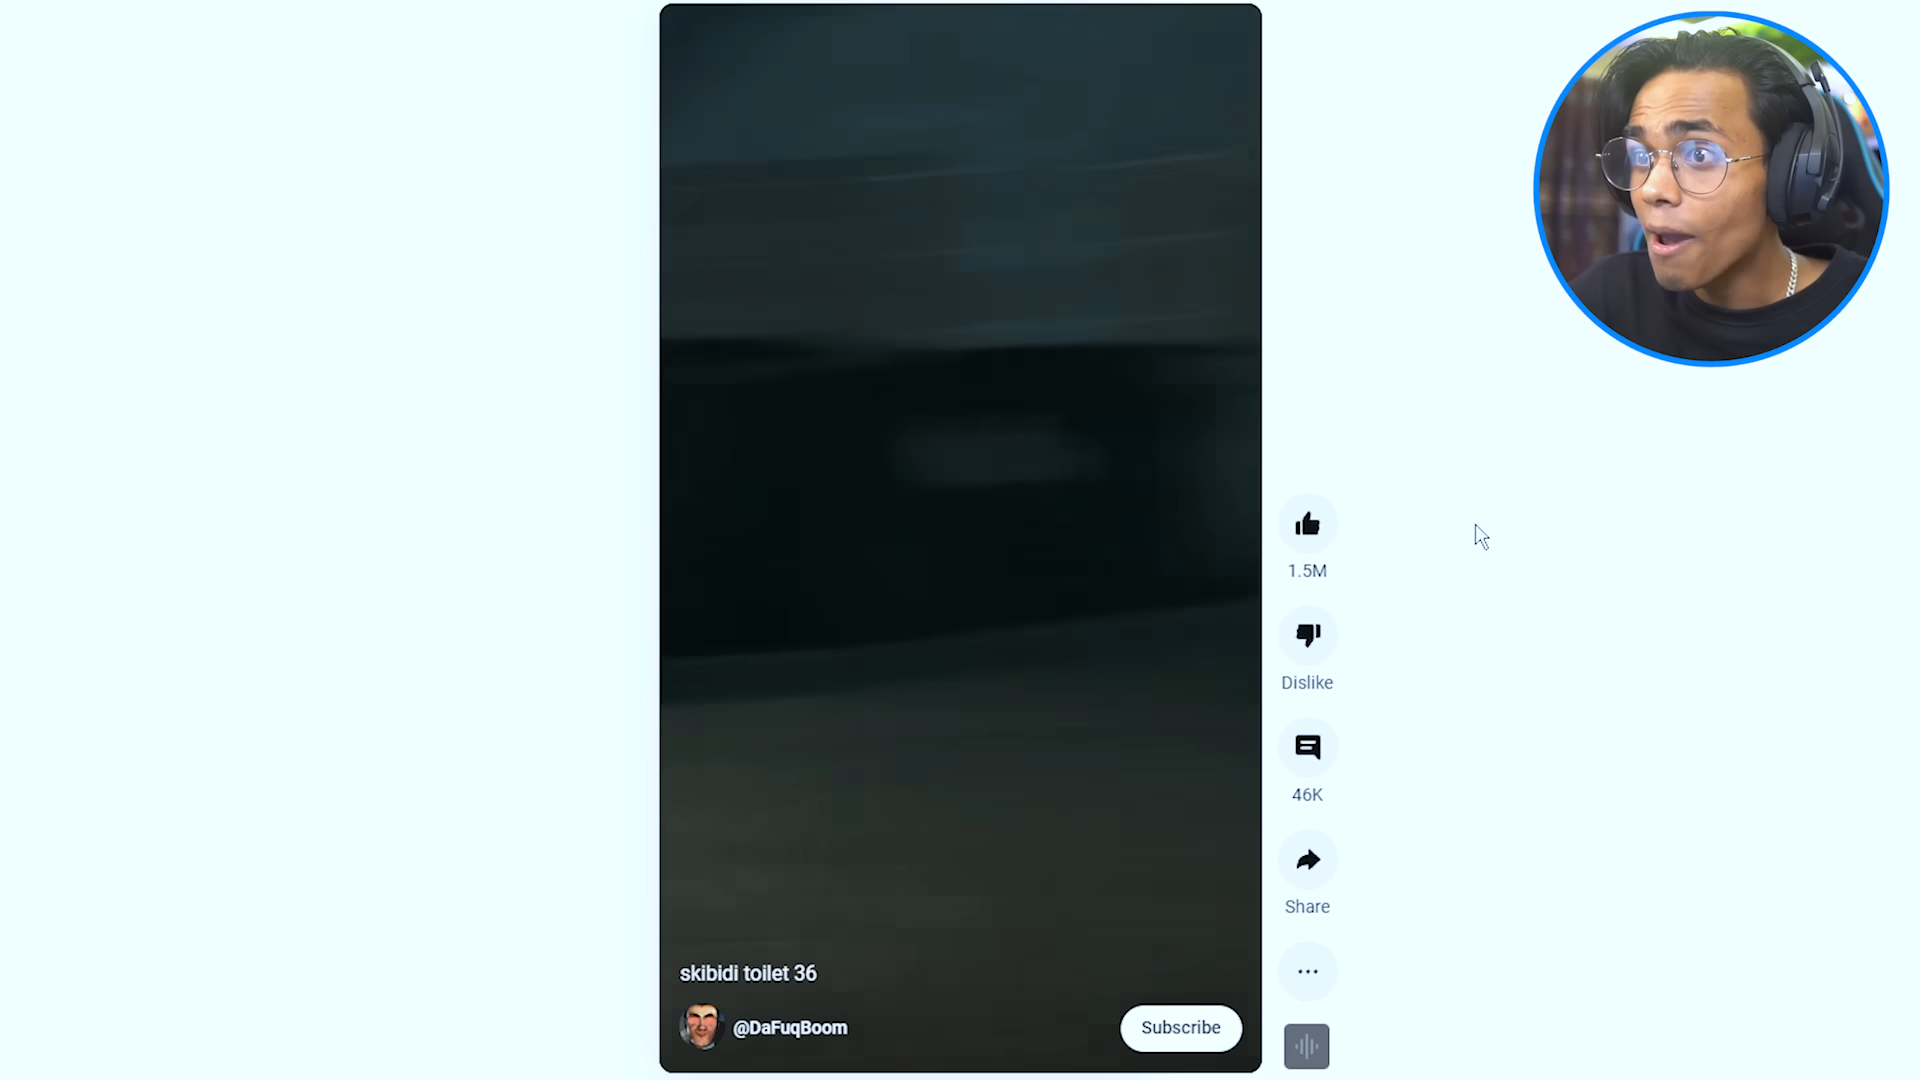 1.5M
Dislike
46K
Share
skibidi toilet 36
@DaFuqBoom
Subscribe